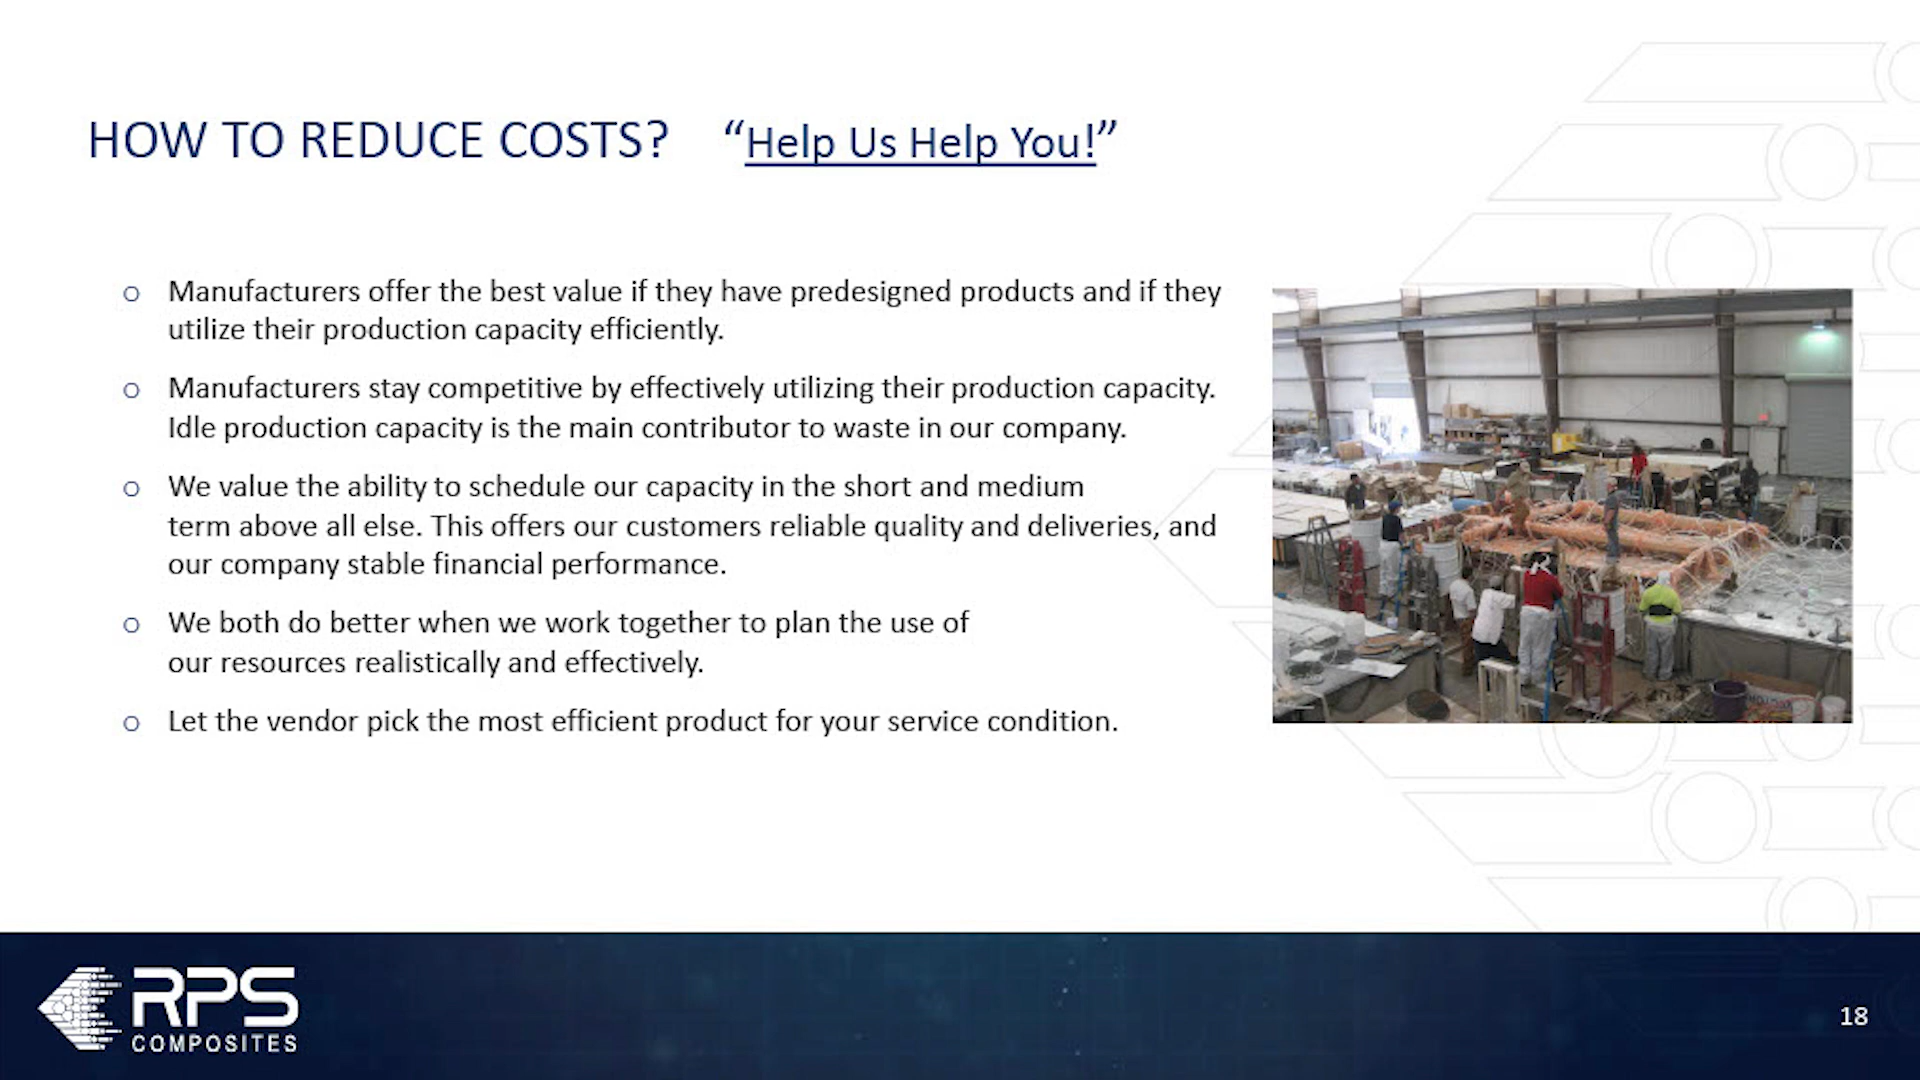 HOW TO REDUCE COSTS? “Help Us Help You!”
o Manufacturers offer the best value if they have predesigned products and if they
utilize their production capacity efficiently.
o Manufacturers stay competitive by effectively utilizing their production capacity.
Idle production capacity is the main contributor to waste in our company.
o We value the ability to schedule our capacity in the short and medium
term above all else. This offers our customers reliable quality and deliveries, and
our company stable financial performance.
o We both do better when we work together to plan the use of
our resources realistically and effectively.
o Let the vendor pick the most efficient product for your service condition.
RPS
COMPOSITES
18